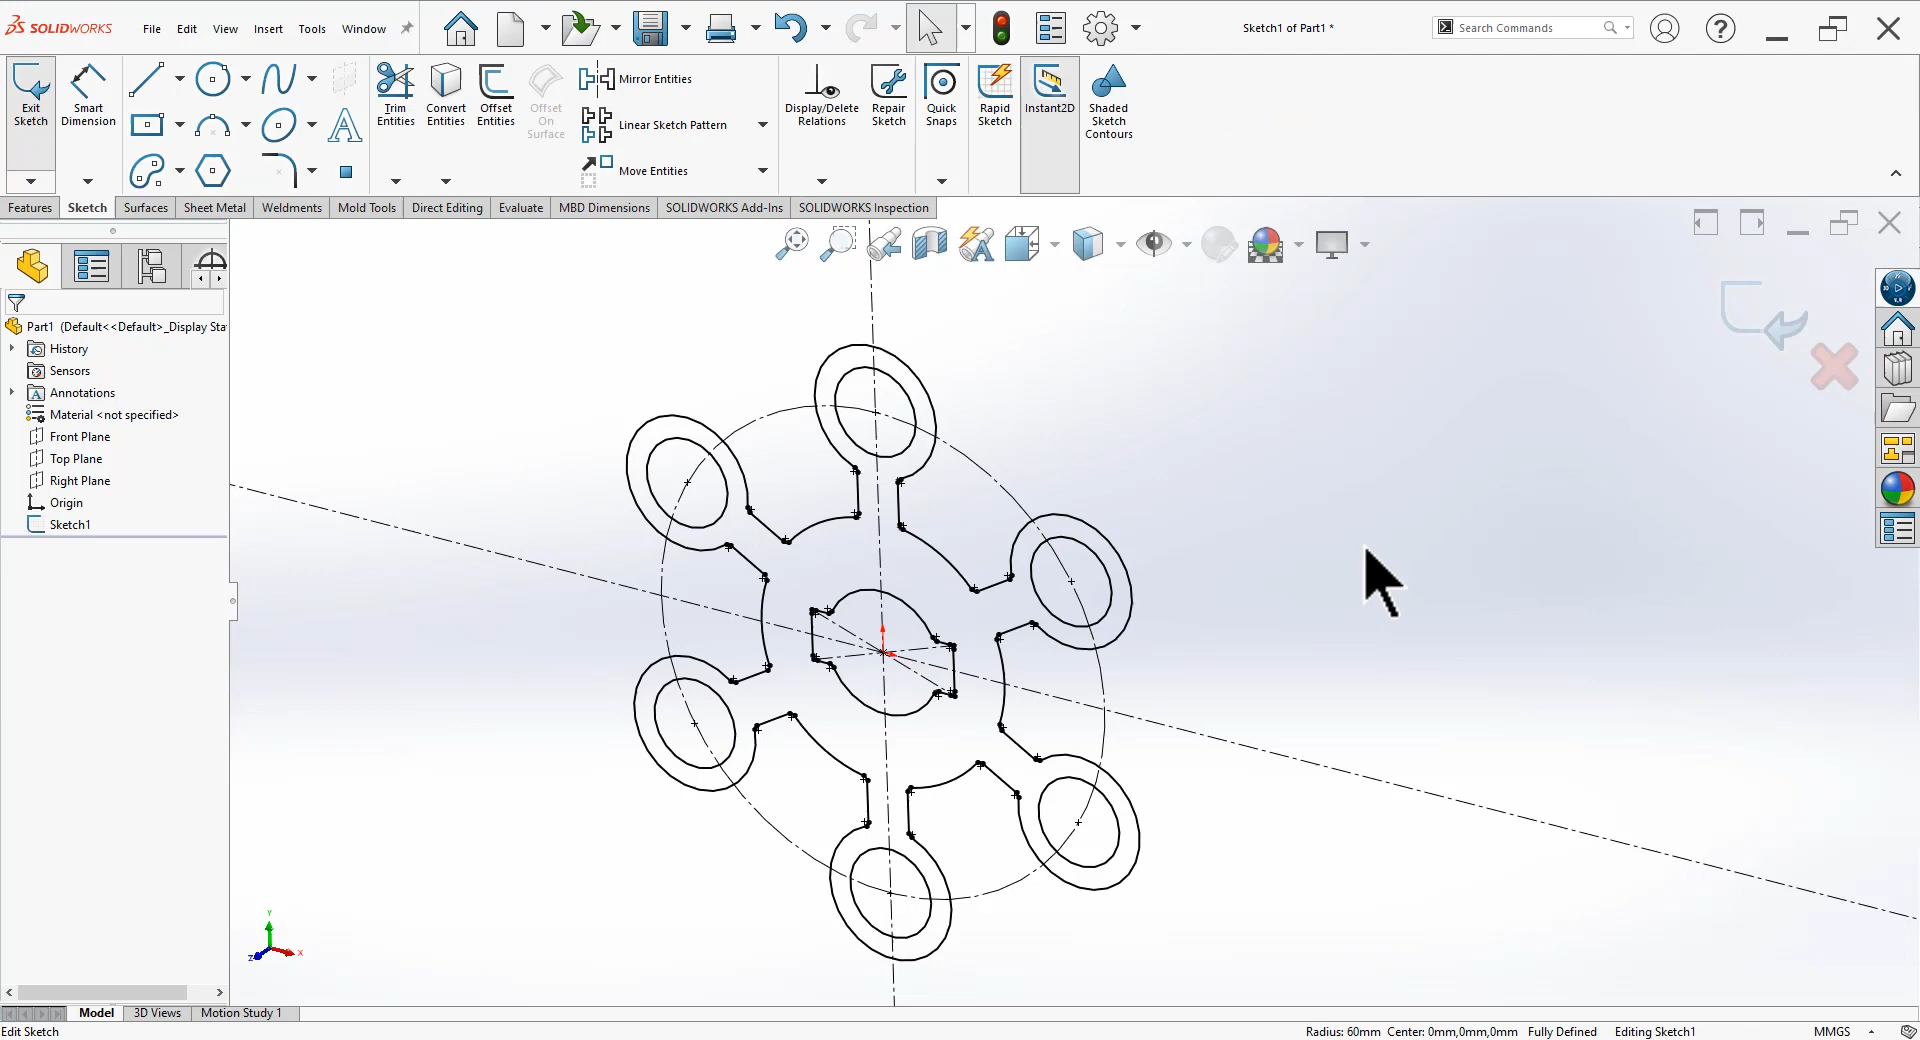 SOLIDWORKS
File Edit View Insert Tools Window
Sketch1 of Part1 *
Search Commands
Exit Sketch
Smart Dimension
Trim Entities
Convert Entities
Offset Entities
Offset On Surface
Mirror Entities
Linear Sketch Pattern
Move Entities
Display/Delete Relations
Repair Sketch
Quick Snaps
Rapid Sketch
Instant2D
Shaded Sketch Contours
Features Sketch Surfaces Sheet Metal Weldments Mold Tools Direct Editing Evaluate MBD Dimensions SOLIDWORKS Add-Ins SOLIDWORKS Inspection
Part1 (Default<<Default>_Display Sta
History
Sensors
Annotations
Material <not specified>
Front Plane
Top Plane
Right Plane
Origin
Sketch1
Y
Z
X
Model 3D Views Motion Study 1
Edit Sketch Radius: 60mm Center: 0mm,0mm,0mm Fully Defined Editing Sketch1 MMGS